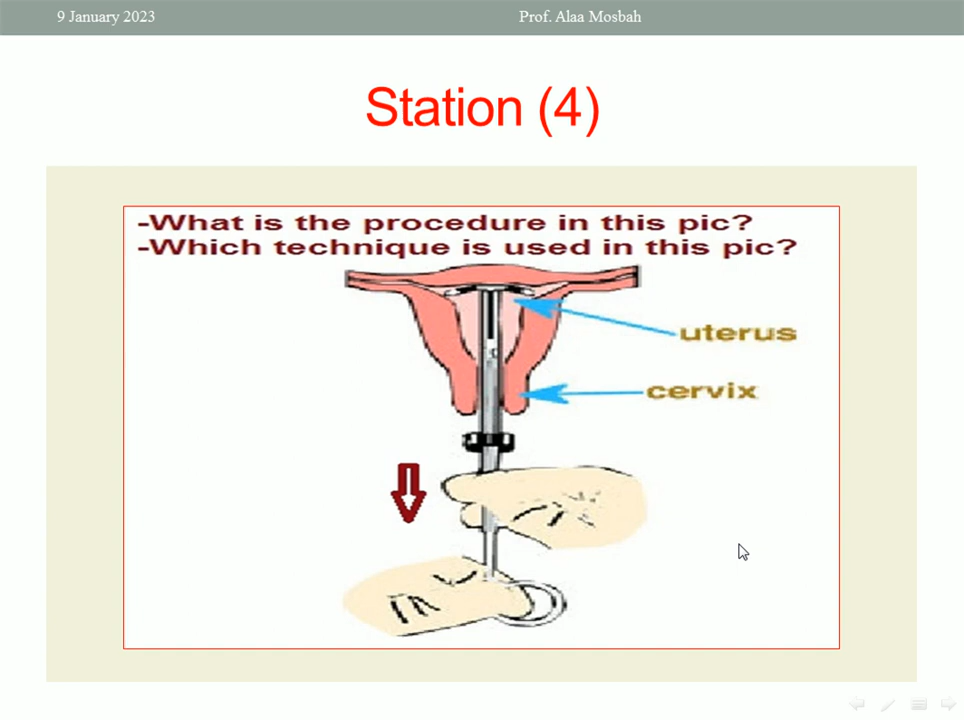 9 January 2023
Prof. Alaa Mosbah
Station (4)
-What is the procedure in this pic?
-Which technique is used in this pic?
uterus
cervix